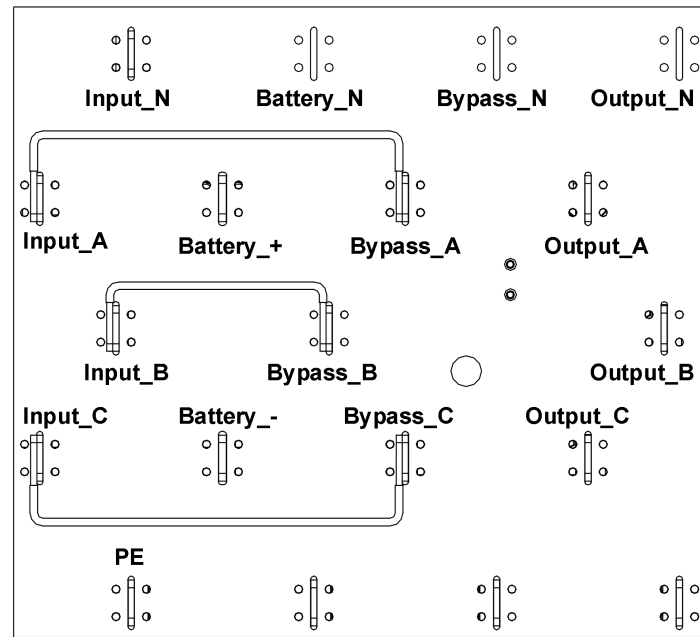 Input_N Battery_N Bypass_N Output_N
Input_A Battery_+ Bypass_A Output_A
Input_B Bypass_B Output_B
Input_C Battery_- Bypass_C Output_C
PE